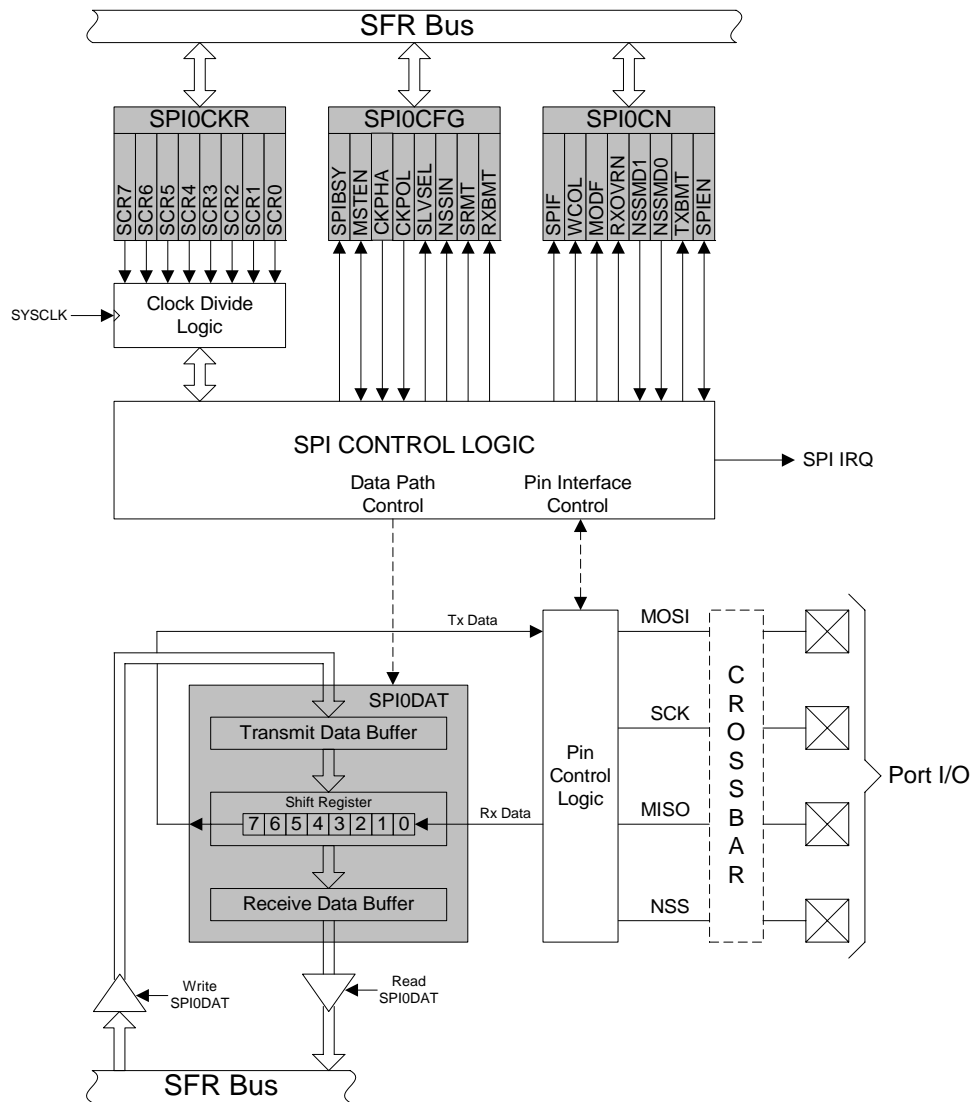 SFR Bus
SPI0CKR
SPI0CFG
SPI0CN
SCR7
SCR6
SCR5
SCR4
SCR3
SCR2
SCR1
SCR0
SPIBSY
MSTEN
CKPHA
CKPOL
SLVSEL
NSSIN
SRMT
RXBMT
SPIF
WCOL
MODF
RXOVRN
NSSMD1
NSSMD0
TXBMT
SPIEN
SYSCLK
Clock Divide
Logic
SPI CONTROL LOGIC
SPI IRQ
Data Path
Control
Pin Interface
Control
Tx Data
MOSI
SPI0DAT
Transmit Data Buffer
SCK
Shift Register
7 6 5 4 3 2 1 0
Rx Data
Pin
Control
Logic
MISO
Receive Data Buffer
NSS
CROSSBAR
Port I/O
Write
SPI0DAT
Read
SPI0DAT
SFR Bus